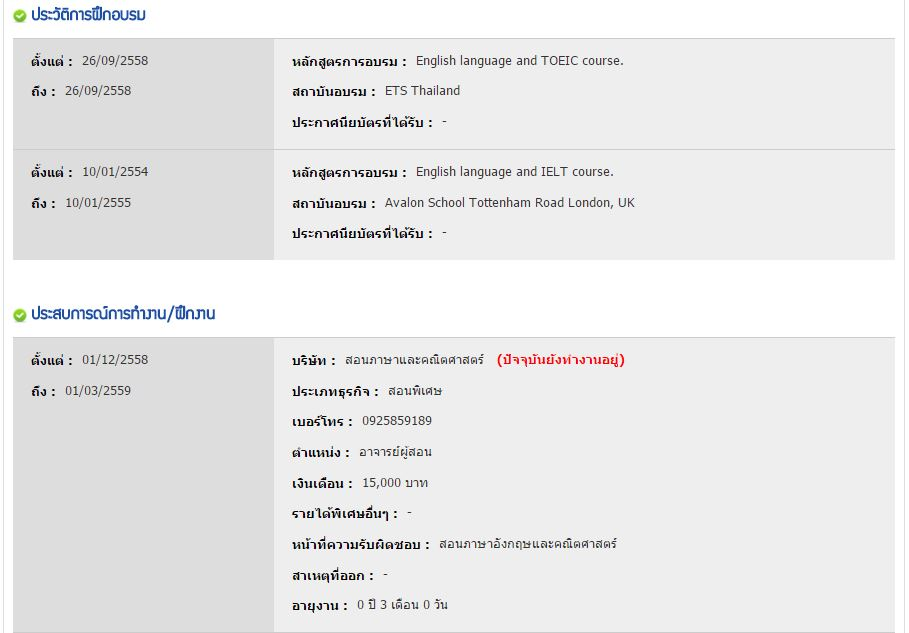 ประวัติการฝึกอบรม
ตั้งแต่ : 26/09/2558
ถึง : 26/09/2558
หลักสูตรการอบรม : English language and TOEIC course.
สถาบันอบรม : ETS Thailand
ประกาศนียบัตรที่ได้รับ : -
ตั้งแต่ : 10/01/2554
ถึง : 10/01/2555
หลักสูตรการอบรม : English language and IELT course.
สถาบันอบรม : Avalon School Tottenham Road London, UK
ประกาศนียบัตรที่ได้รับ : -
ประสบการณ์การทำงาน/ฝึกงาน
ตั้งแต่ : 01/12/2558
ถึง : 01/03/2559
บริษัท : สอนภาษาและคณิตศาสตร์ (ปัจจุบันยังทำงานอยู่)
ประเภทธุรกิจ : สอนพิเศษ
เบอร์โทร : 0925859189
ตำแหน่ง : อาจารย์ผู้สอน
เงินเดือน : 15,000 บาท
รายได้พิเศษอื่นๆ : -
หน้าที่ความรับผิดชอบ : สอนภาษาอังกฤษและคณิตศาสตร์
สาเหตุที่ออก : -
อายุงาน : 0 ปี 3 เดือน 0 วัน